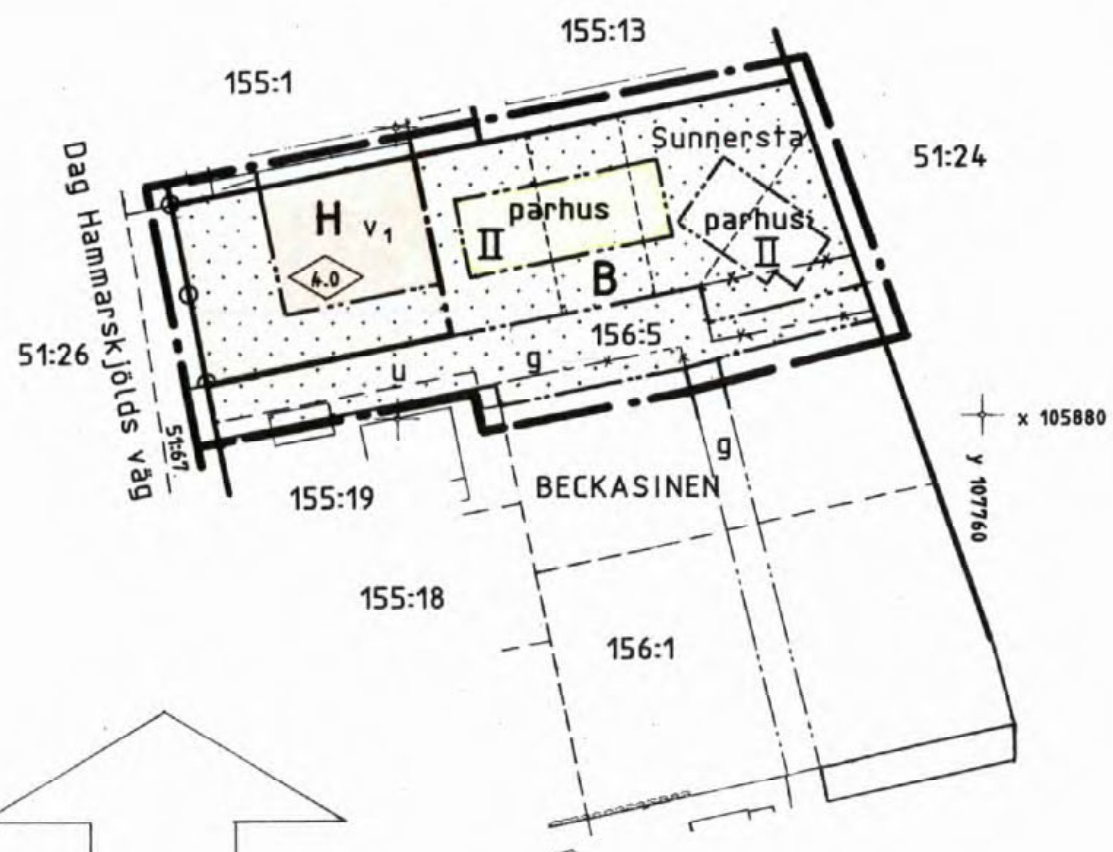 155:13
155:1
Dag Hammarskjölds väg
Sunnersta
51:24
H v₁
parhus
II
parhus
II
4.0
B
51:26
156:5
u
g
51:67
g
x 105880
y 107760
BECKASINEN
155:19
155:18
156:1